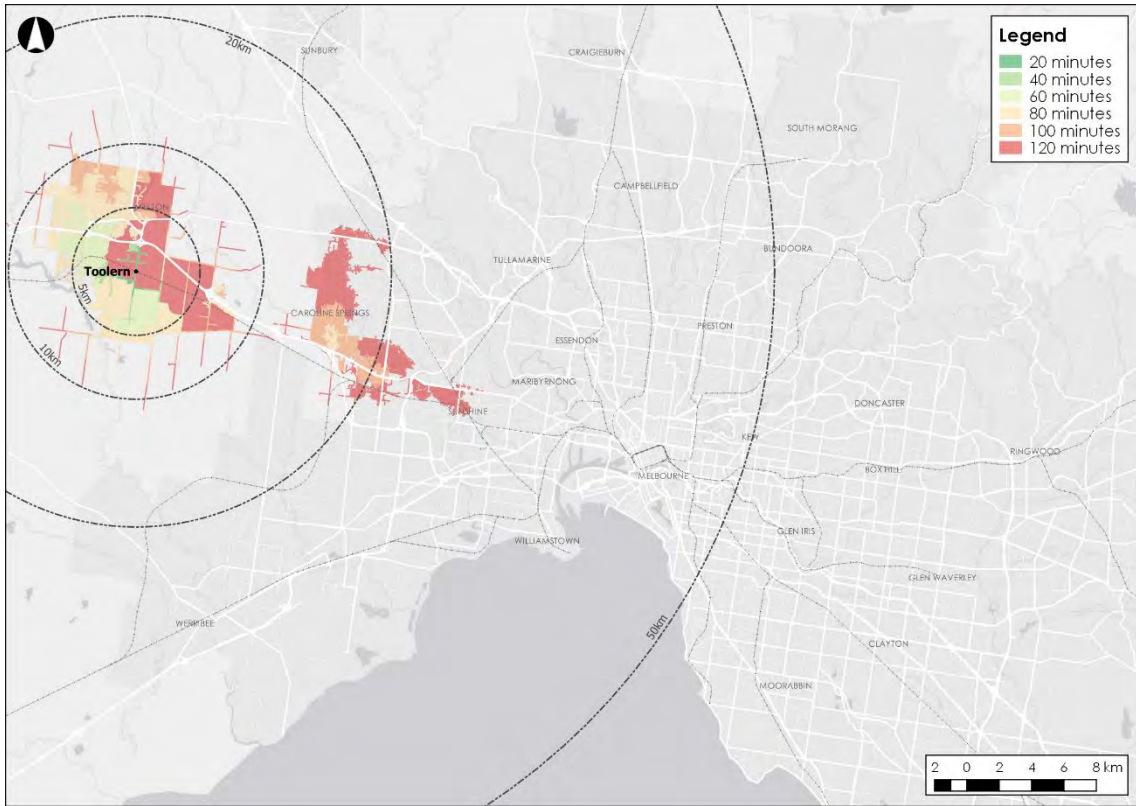 Legend
20 minutes
40 minutes
60 minutes
80 minutes
100 minutes
120 minutes
20km
SUNBURY
CRAIGIEBURN
SOUTH MORANG
CAMPBELLFIELD
MELTON
BUNDOORA
TULLAMARINE
Toolern
5km
CAROLINE SPRINGS
PRESTON
ESSENDON
10km
MARIBYRNONG
SUNSHINE
DONCASTER
KEW
RINGWOOD
BOX HILL
MELBOURNE
GLEN IRIS
WILLIAMSTOWN
GLEN WAVERLEY
WERRIBEE
50km
CLAYTON
MOORABBIN
2 0 2 4 6 8 km